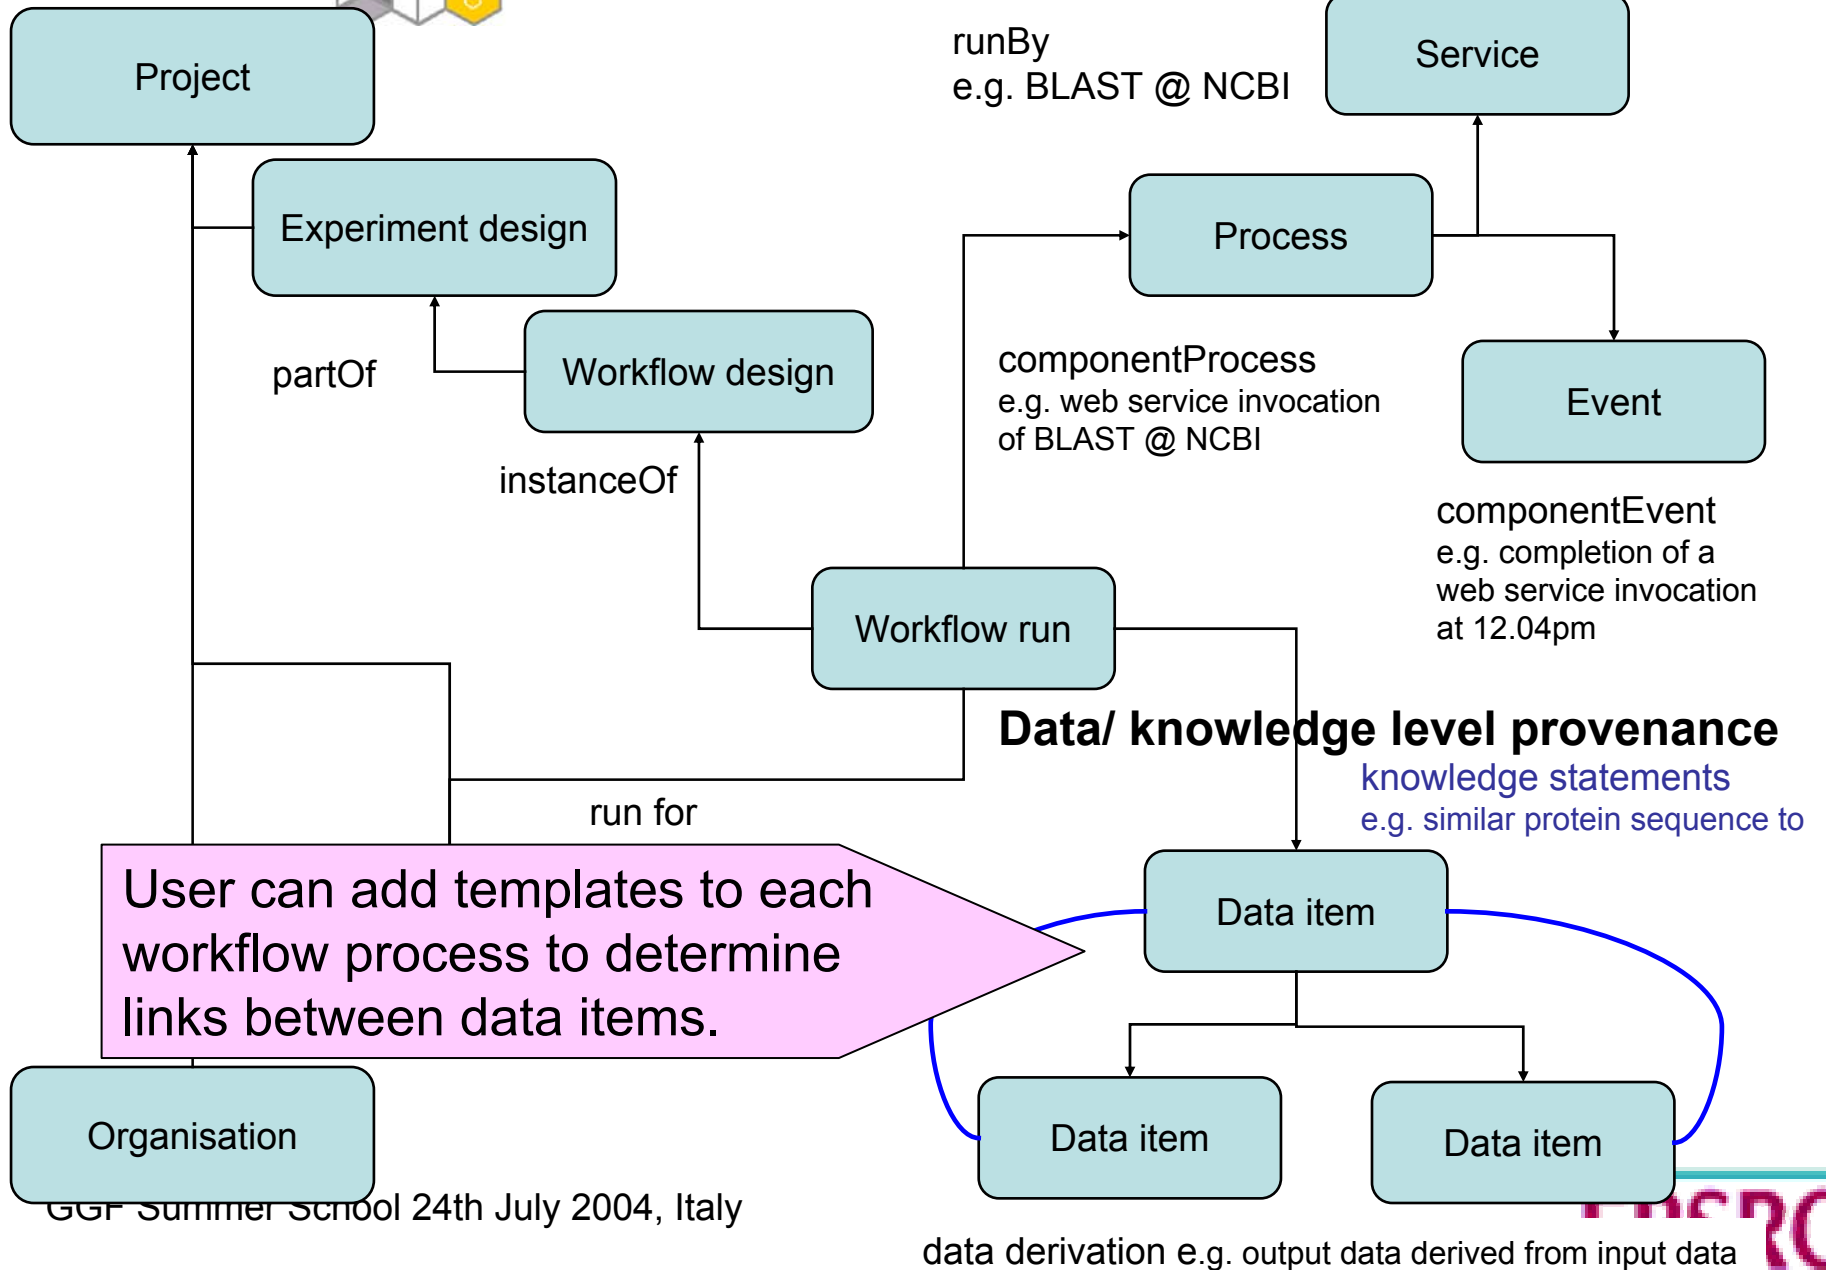 Project
runBy
e.g. BLAST @ NCBI
Service
Experiment design
Process
partOf
Workflow design
componentProcess
e.g. web service invocation
of BLAST @ NCBI
Event
instanceOf
componentEvent
e.g. completion of a
web service invocation
at 12.04pm
Workflow run
Data/ knowledge level provenance
knowledge statements
e.g. similar protein sequence to
run for
User can add templates to each
workflow process to determine
links between data items.
Data item
Organisation
Data item
Data item
GGF Summer School 24th July 2004, Italy
data derivation e.g. output data derived from input data